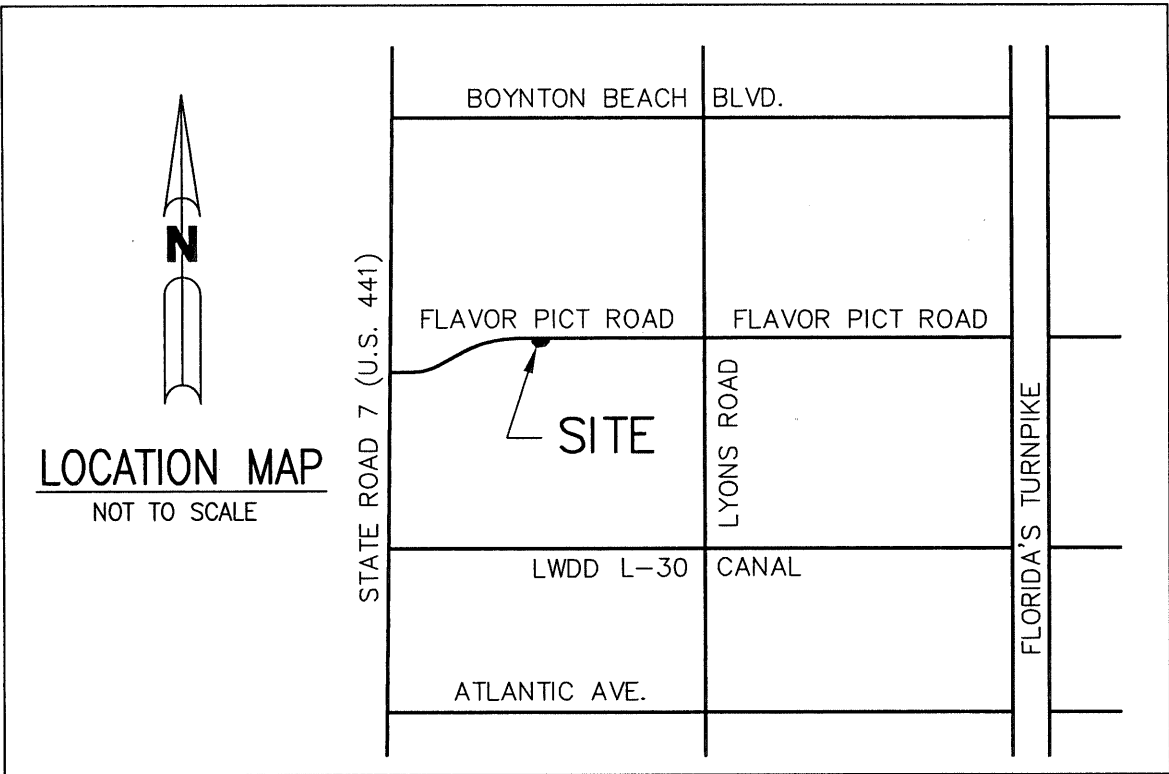 BOYNTON BEACH BLVD.
N
STATE ROAD 7 (U.S. 441)
FLAVOR PICT ROAD
FLAVOR PICT ROAD
SITE
LYONS ROAD
FLORIDA'S TURNPIKE
LOCATION MAP
NOT TO SCALE
LWDD L-30 CANAL
ATLANTIC AVE.